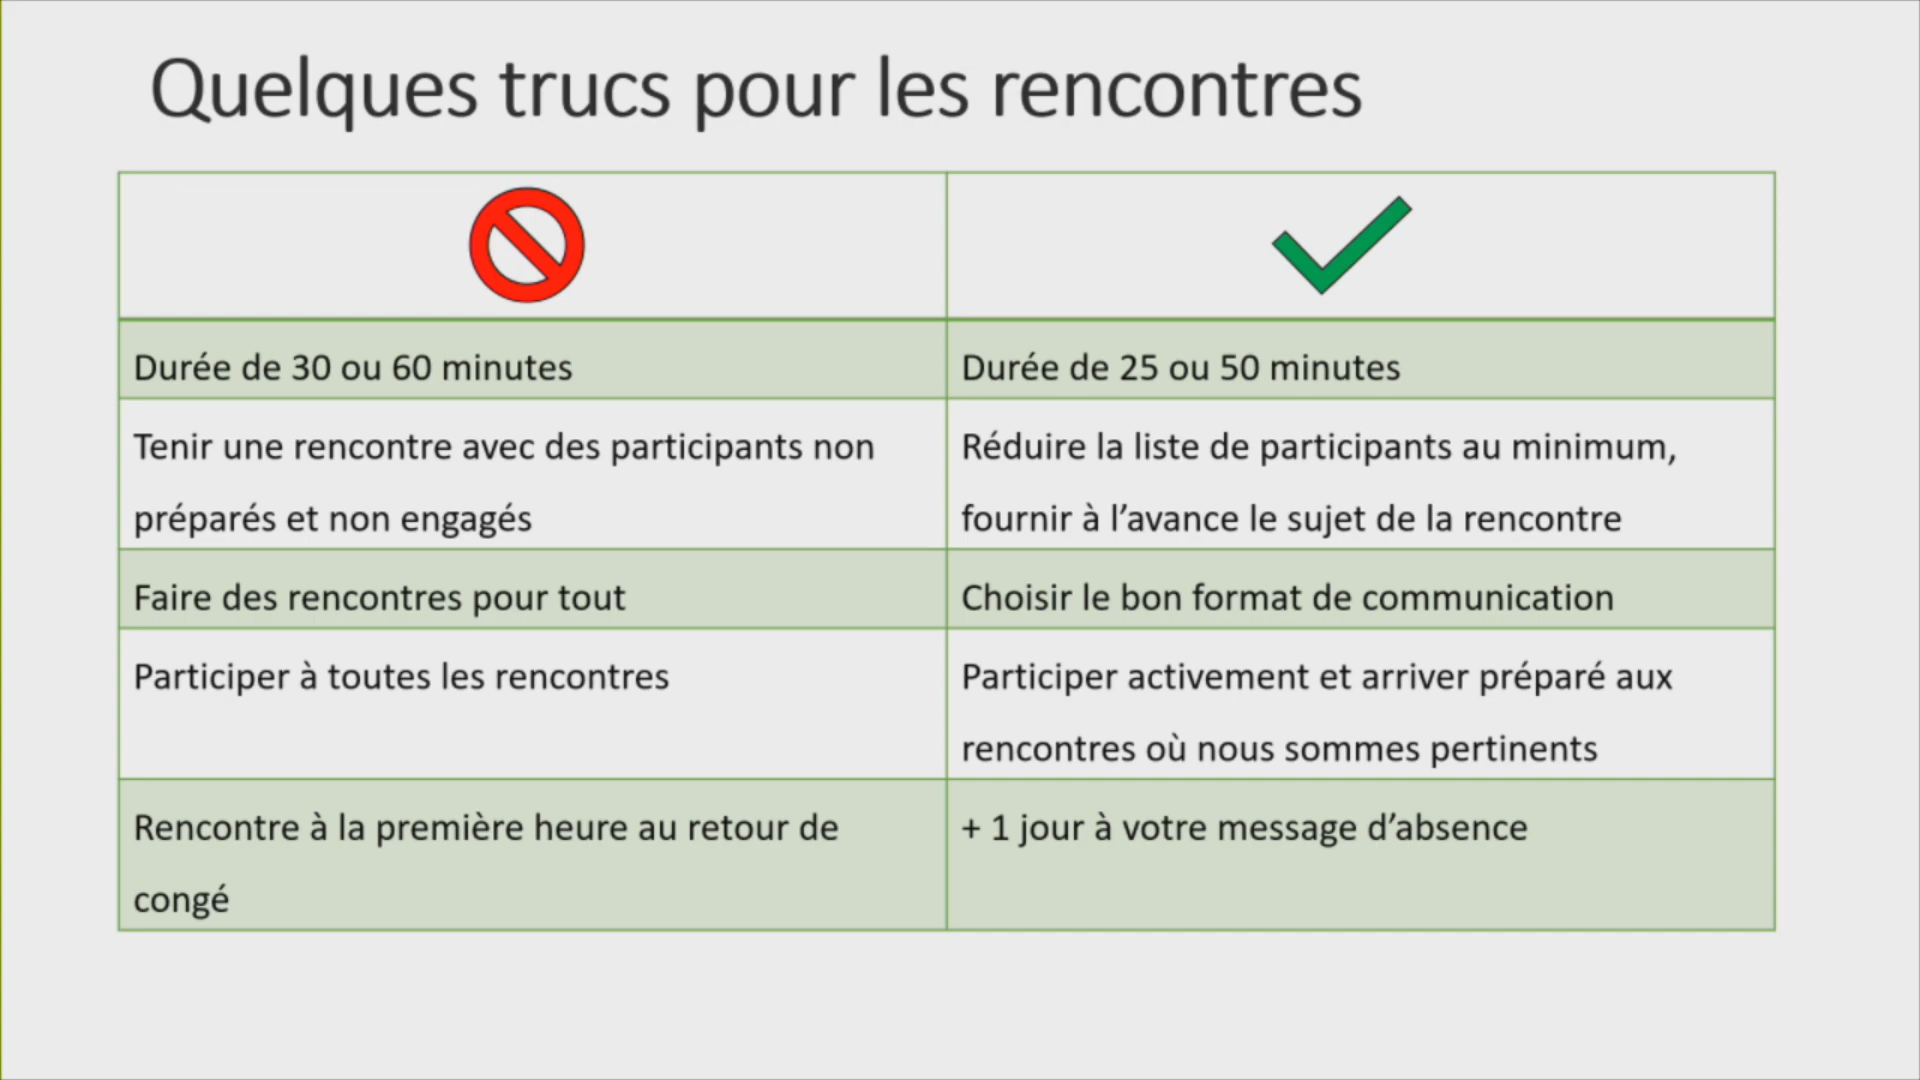 Quelques trucs pour les rencontres
Durée de 30 ou 60 minutes
Durée de 25 ou 50 minutes
Tenir une rencontre avec des participants non
préparés et non engagés
Réduire la liste de participants au minimum,
fournir à l’avance le sujet de la rencontre
Faire des rencontres pour tout
Choisir le bon format de communication
Participer à toutes les rencontres
Participer activement et arriver préparé aux
rencontres où nous sommes pertinents
Rencontre à la première heure au retour de
congé
+ 1 jour à votre message d’absence